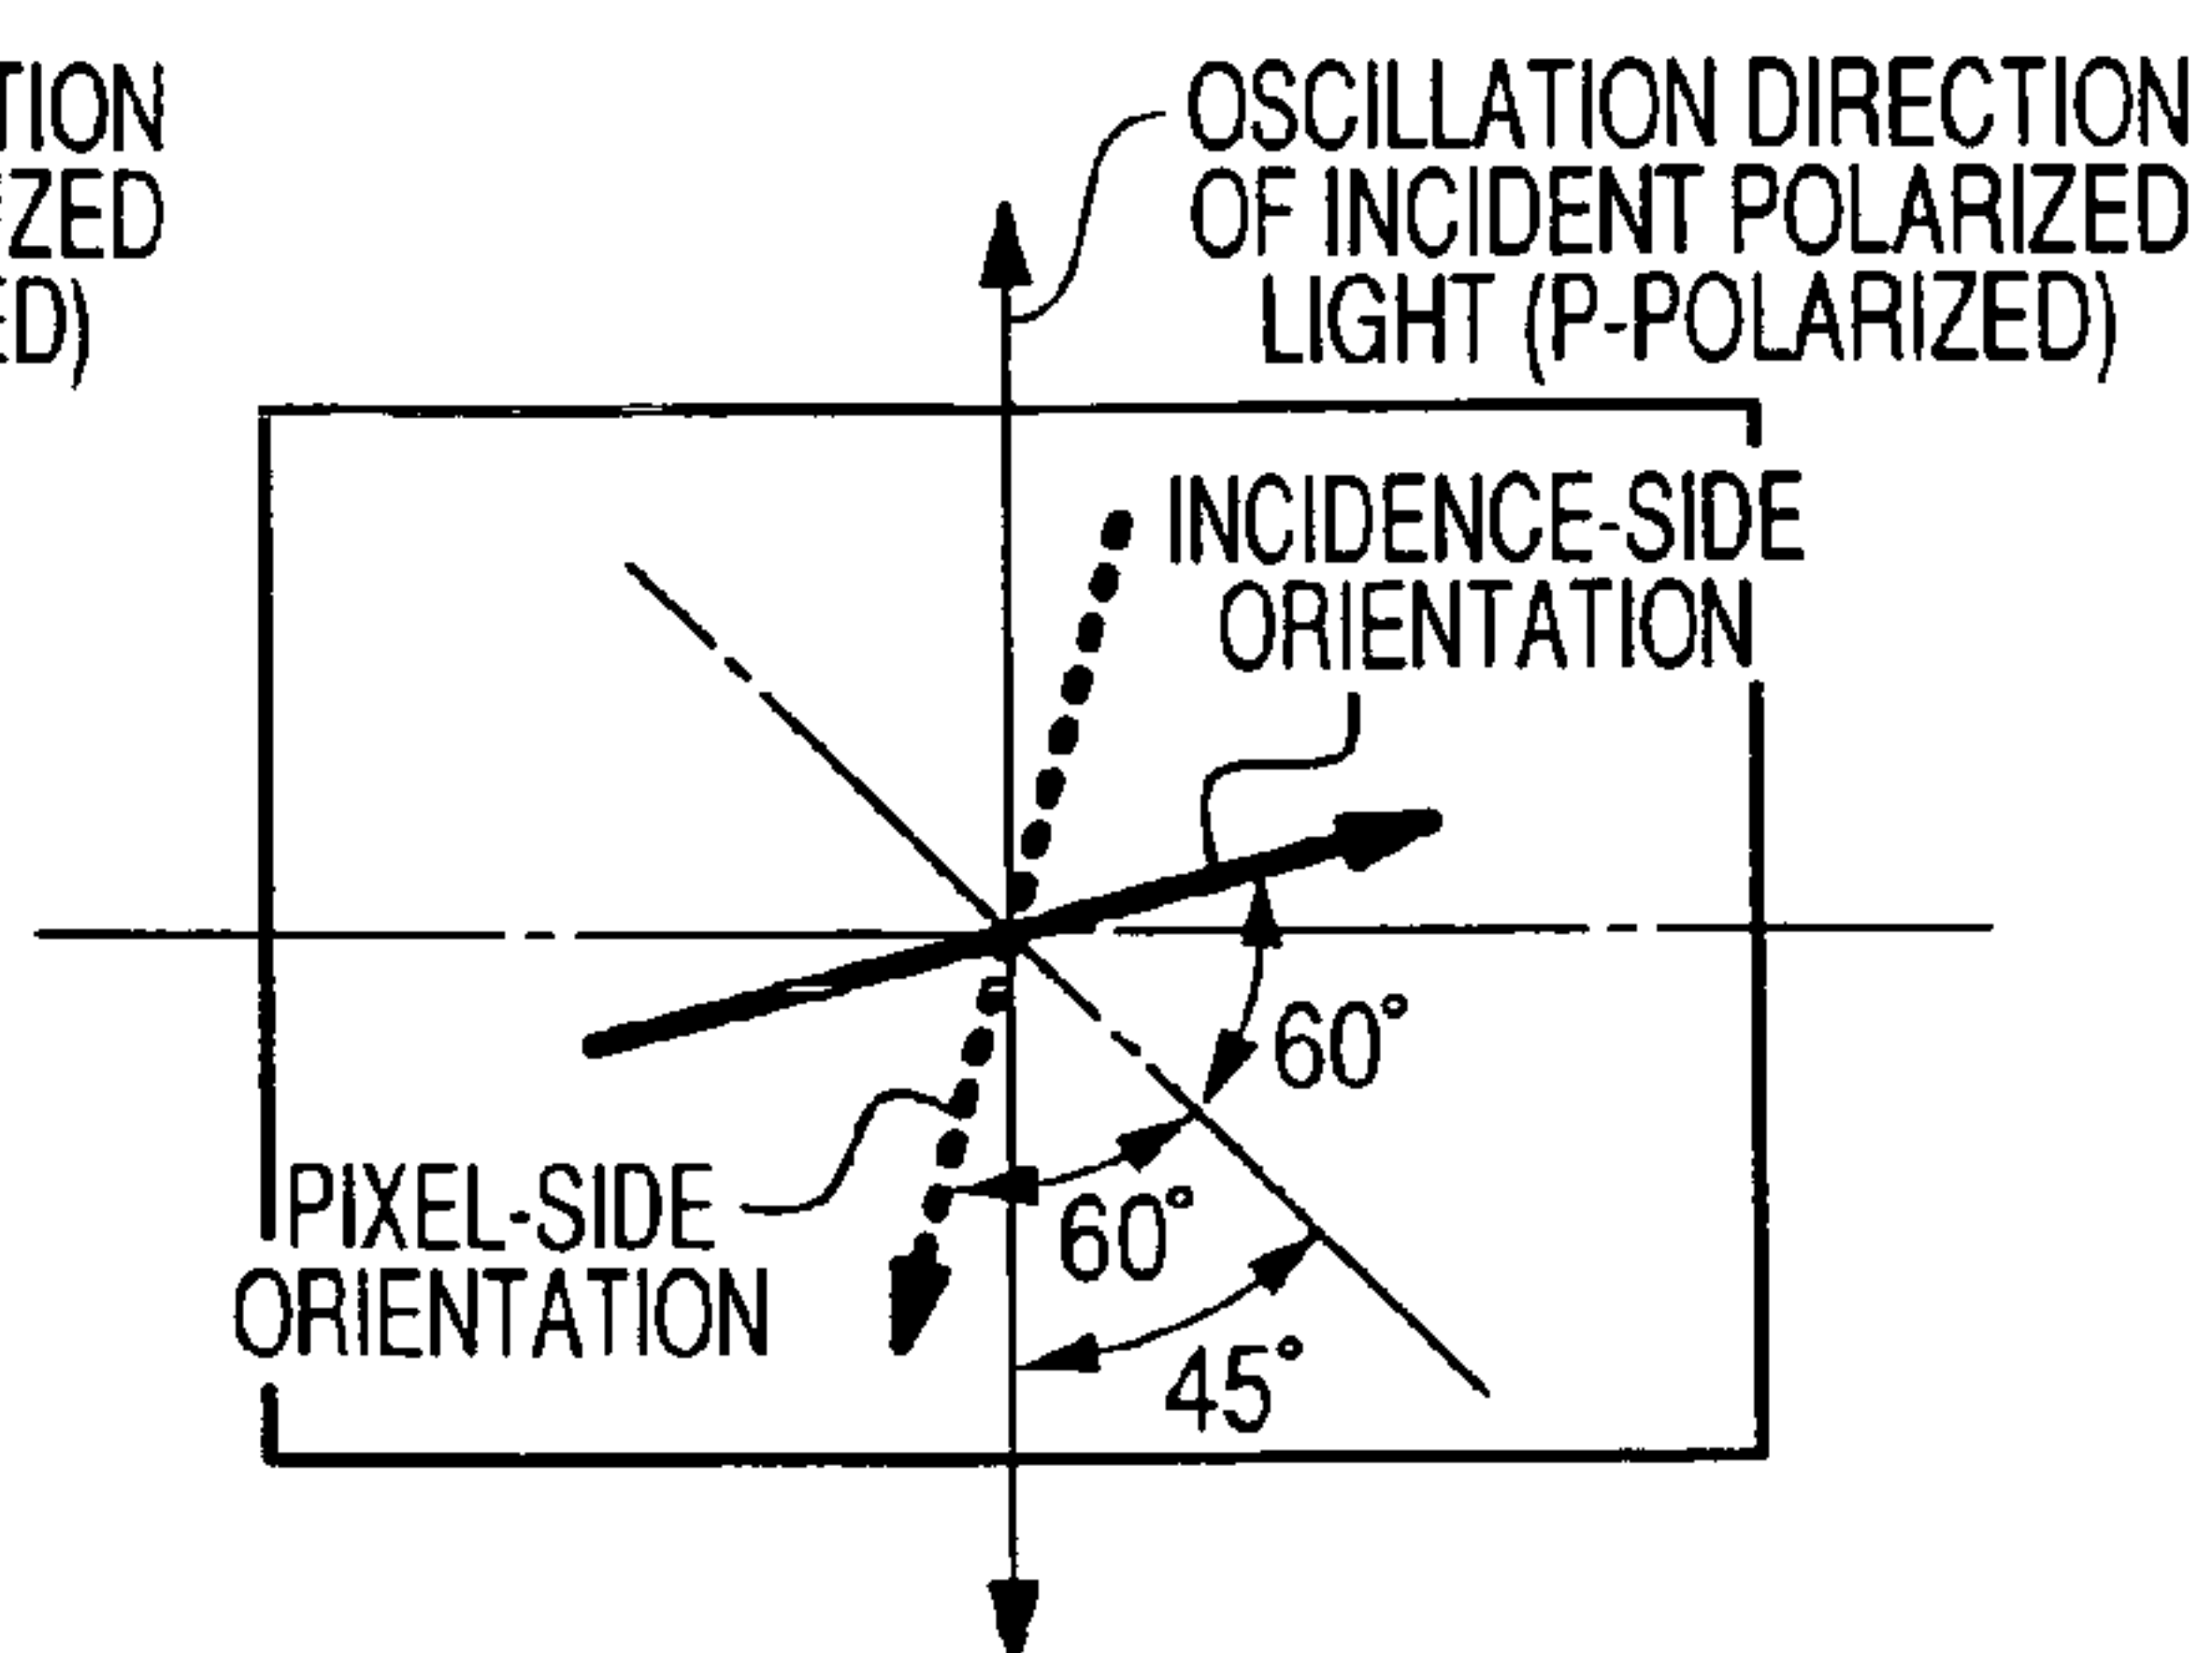 OSCILLATION DIRECTION
OF INCIDENT POLARIZED
LIGHT (P-POLARIZED)
INCIDENCE-SIDE
ORIENTATION
60°
PIXEL-SIDE
ORIENTATION
60°
45°